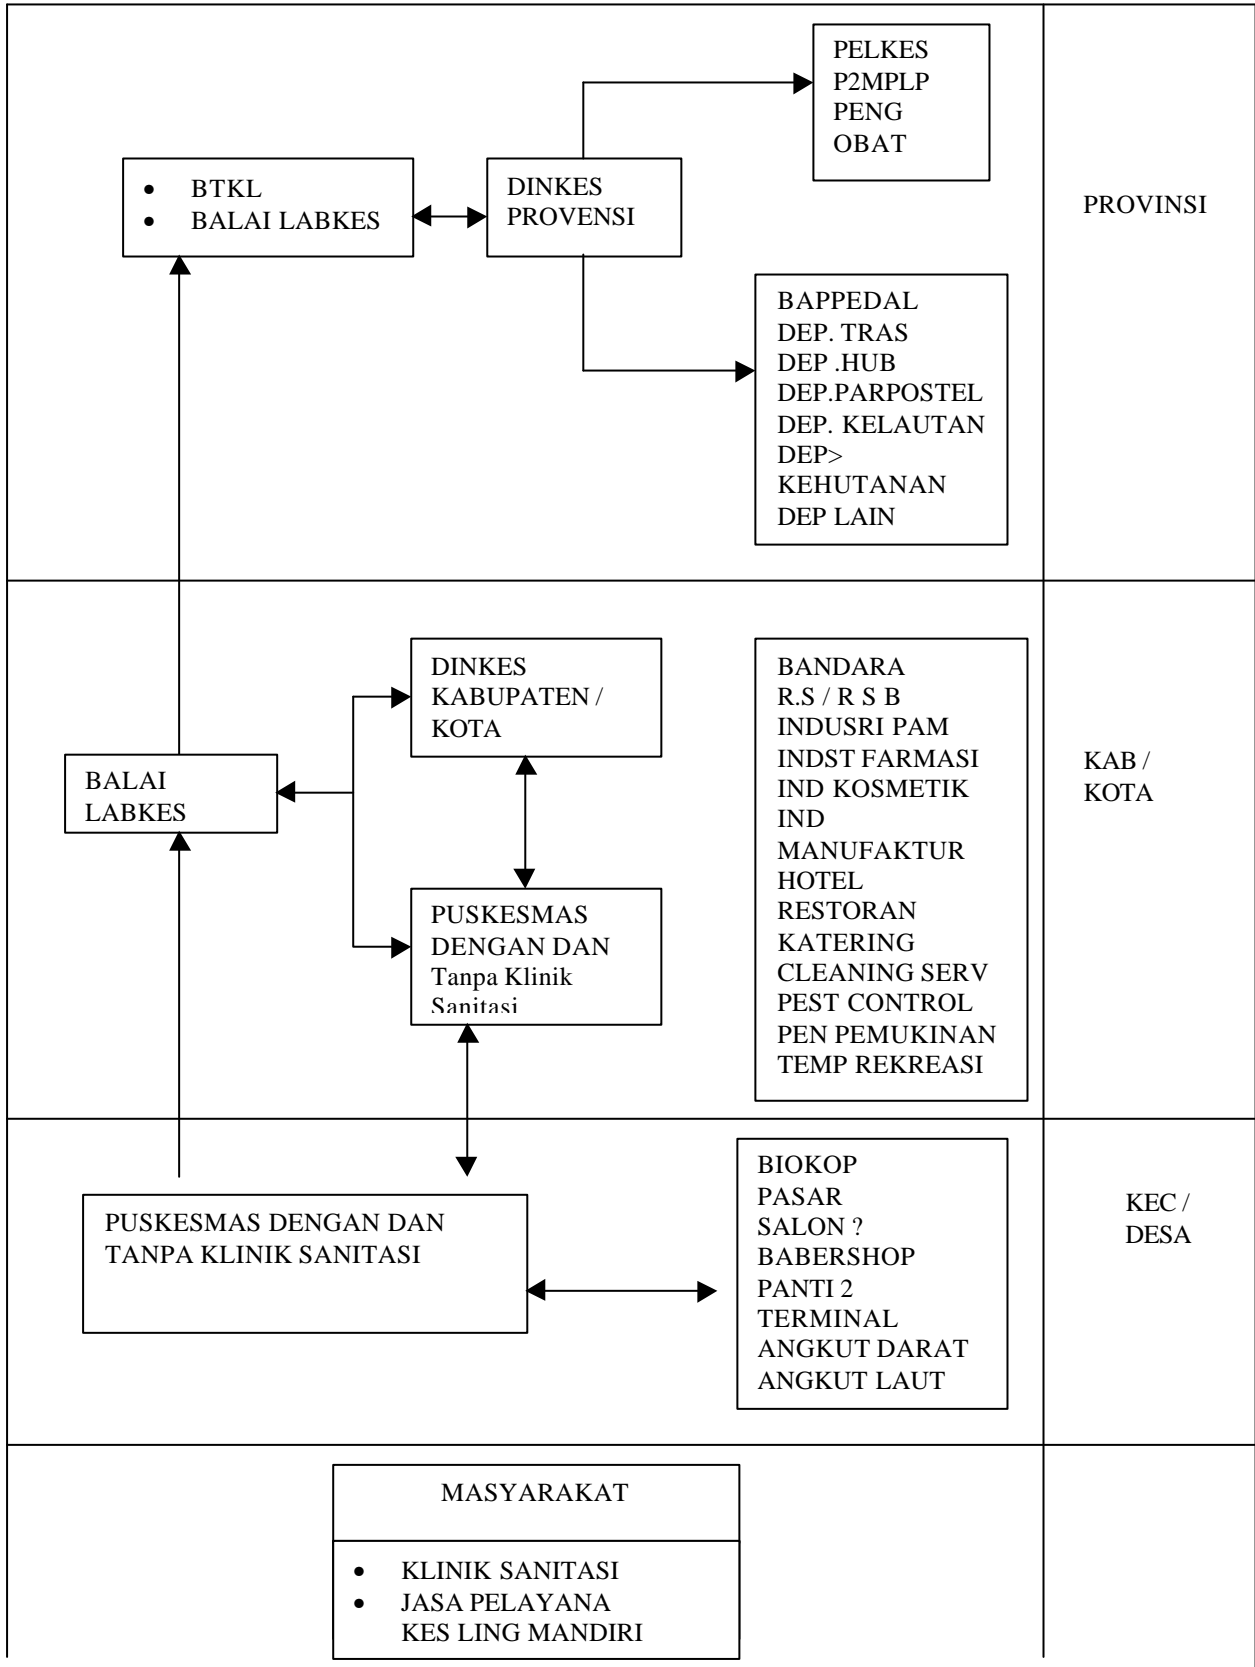 PELKES
P2MPLP
PENG
OBAT
• BTKL
• BALAI LABKES
DINKES
PROVENSI
PROVINSI
BAPPEDAL
DEP. TRAS
DEP .HUB
DEP.PARPOSTEL
DEP. KELAUTAN
DEP>
KEHUTANAN
DEP LAIN
DINKES
KABUPATEN /
KOTA
BALAI
LABKES
PUSKESMAS
DENGAN DAN
Tanpa Klinik
Sanitasi
BANDARA
R.S / R S B
INDUSRI PAM
INDST FARMASI
IND KOSMETIK
IND
MANUFAKTUR
HOTEL
RESTORAN
KATERING
CLEANING SERV
PEST CONTROL
PEN PEMUKINAN
TEMP REKREASI
KAB /
KOTA
PUSKESMAS DENGAN DAN
TANPA KLINIK SANITASI
BIOKOP
PASAR
SALON ?
BABERSHOP
PANTI 2
TERMINAL
ANGKUT DARAT
ANGKUT LAUT
KEC /
DESA
MASYARAKAT
• KLINIK SANITASI
• JASA PELAYANA
KES LING MANDIRI